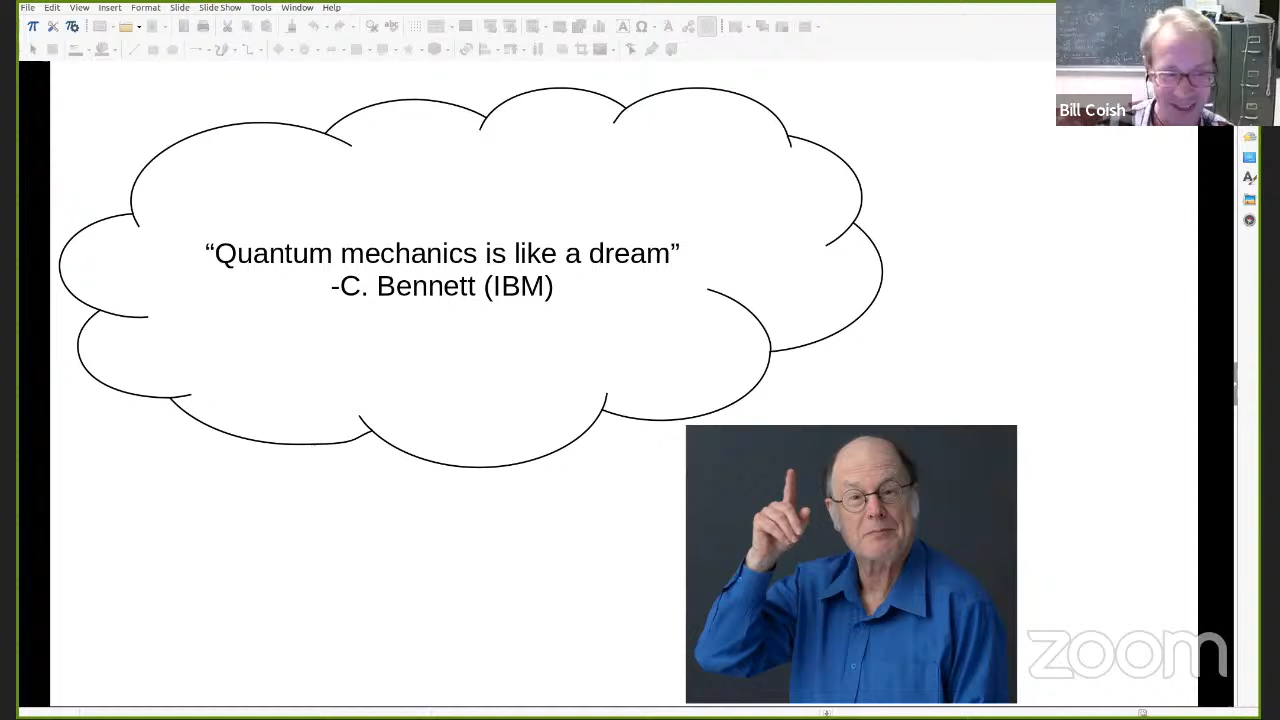 File Edit View Insert Format Slide Slide Show Tools Window Help
Bill Coish
“Quantum mechanics is like a dream”
-C. Bennett (IBM)
zoom